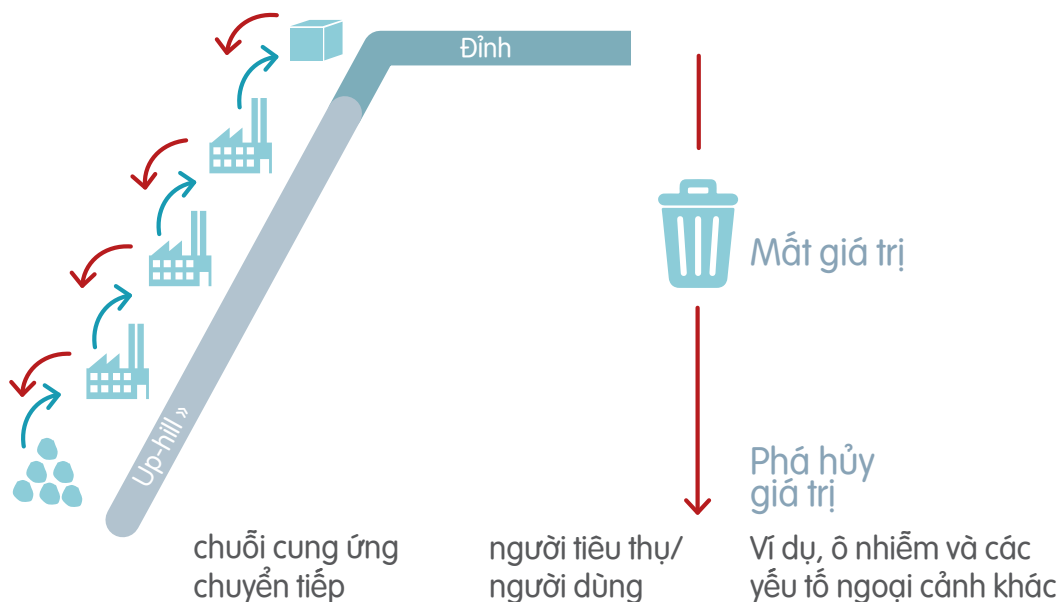 Đỉnh
Mất giá trị
Up-hill »
Phá hủy
giá trị
chuỗi cung ứng
chuyển tiếp
người tiêu thụ/
người dùng
Ví dụ, ô nhiễm và các
yếu tố ngoại cảnh khác